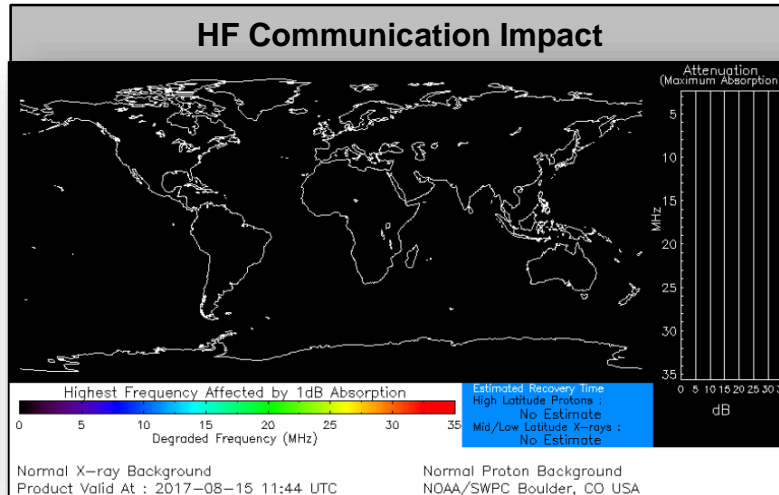 HF Communication Impact
Attenuation
(Maximum Absorption
5
10
15
20
25
30
35
MHz
0 5 10 15 20 25 30 3
dB
Highest Frequency Affected by 1dB Absorption
0 5 10 15 20 25 30 35
Degraded Frequency (MHz)
Estimated Recovery Time
High Latitude Protons :
No Estimate
Mid/Low Latitude X-rays :
No Estimate
Normal X-ray Background
Product Valid At : 2017-08-15 11:44 UTC
Normal Proton Background
NOAA/SWPC Boulder, CO USA